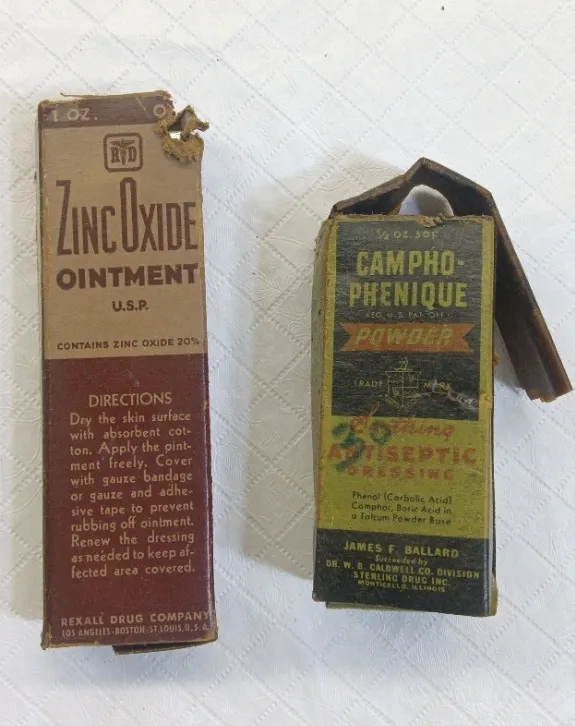 1 OZ.
R D
ZINC OXIDE
OINTMENT
U.S.P.
CONTAINS ZINC OXIDE 20%
DIRECTIONS
Dry the skin surface
with absorbent cot-
ton. Apply the oint-
ment freely. Cover
with gauze bandage
or gauze and adhe-
sive tape to prevent
rubbing off ointment.
Renew the dressing
as needed to keep af-
fected area covered.
REXALL DRUG COMPANY
LOS ANGELES-BOSTON-ST.LOUIS, U.S.A.
CAMPHO-
PHENIQUE
REG. U.S. PAT. OFF.
POWDER
TRADE MARK
Soothing
ANTISEPTIC
DRESSING
Phenol (Carbolic Acid)
Camphor, Boric Acid in
a Talcum Powder Base
JAMES F. BALLARD
Succeeded by
DR. W. B. CALDWELL CO. DIVISION
STERLING DRUG INC.
MONTICELLO, ILLINOIS